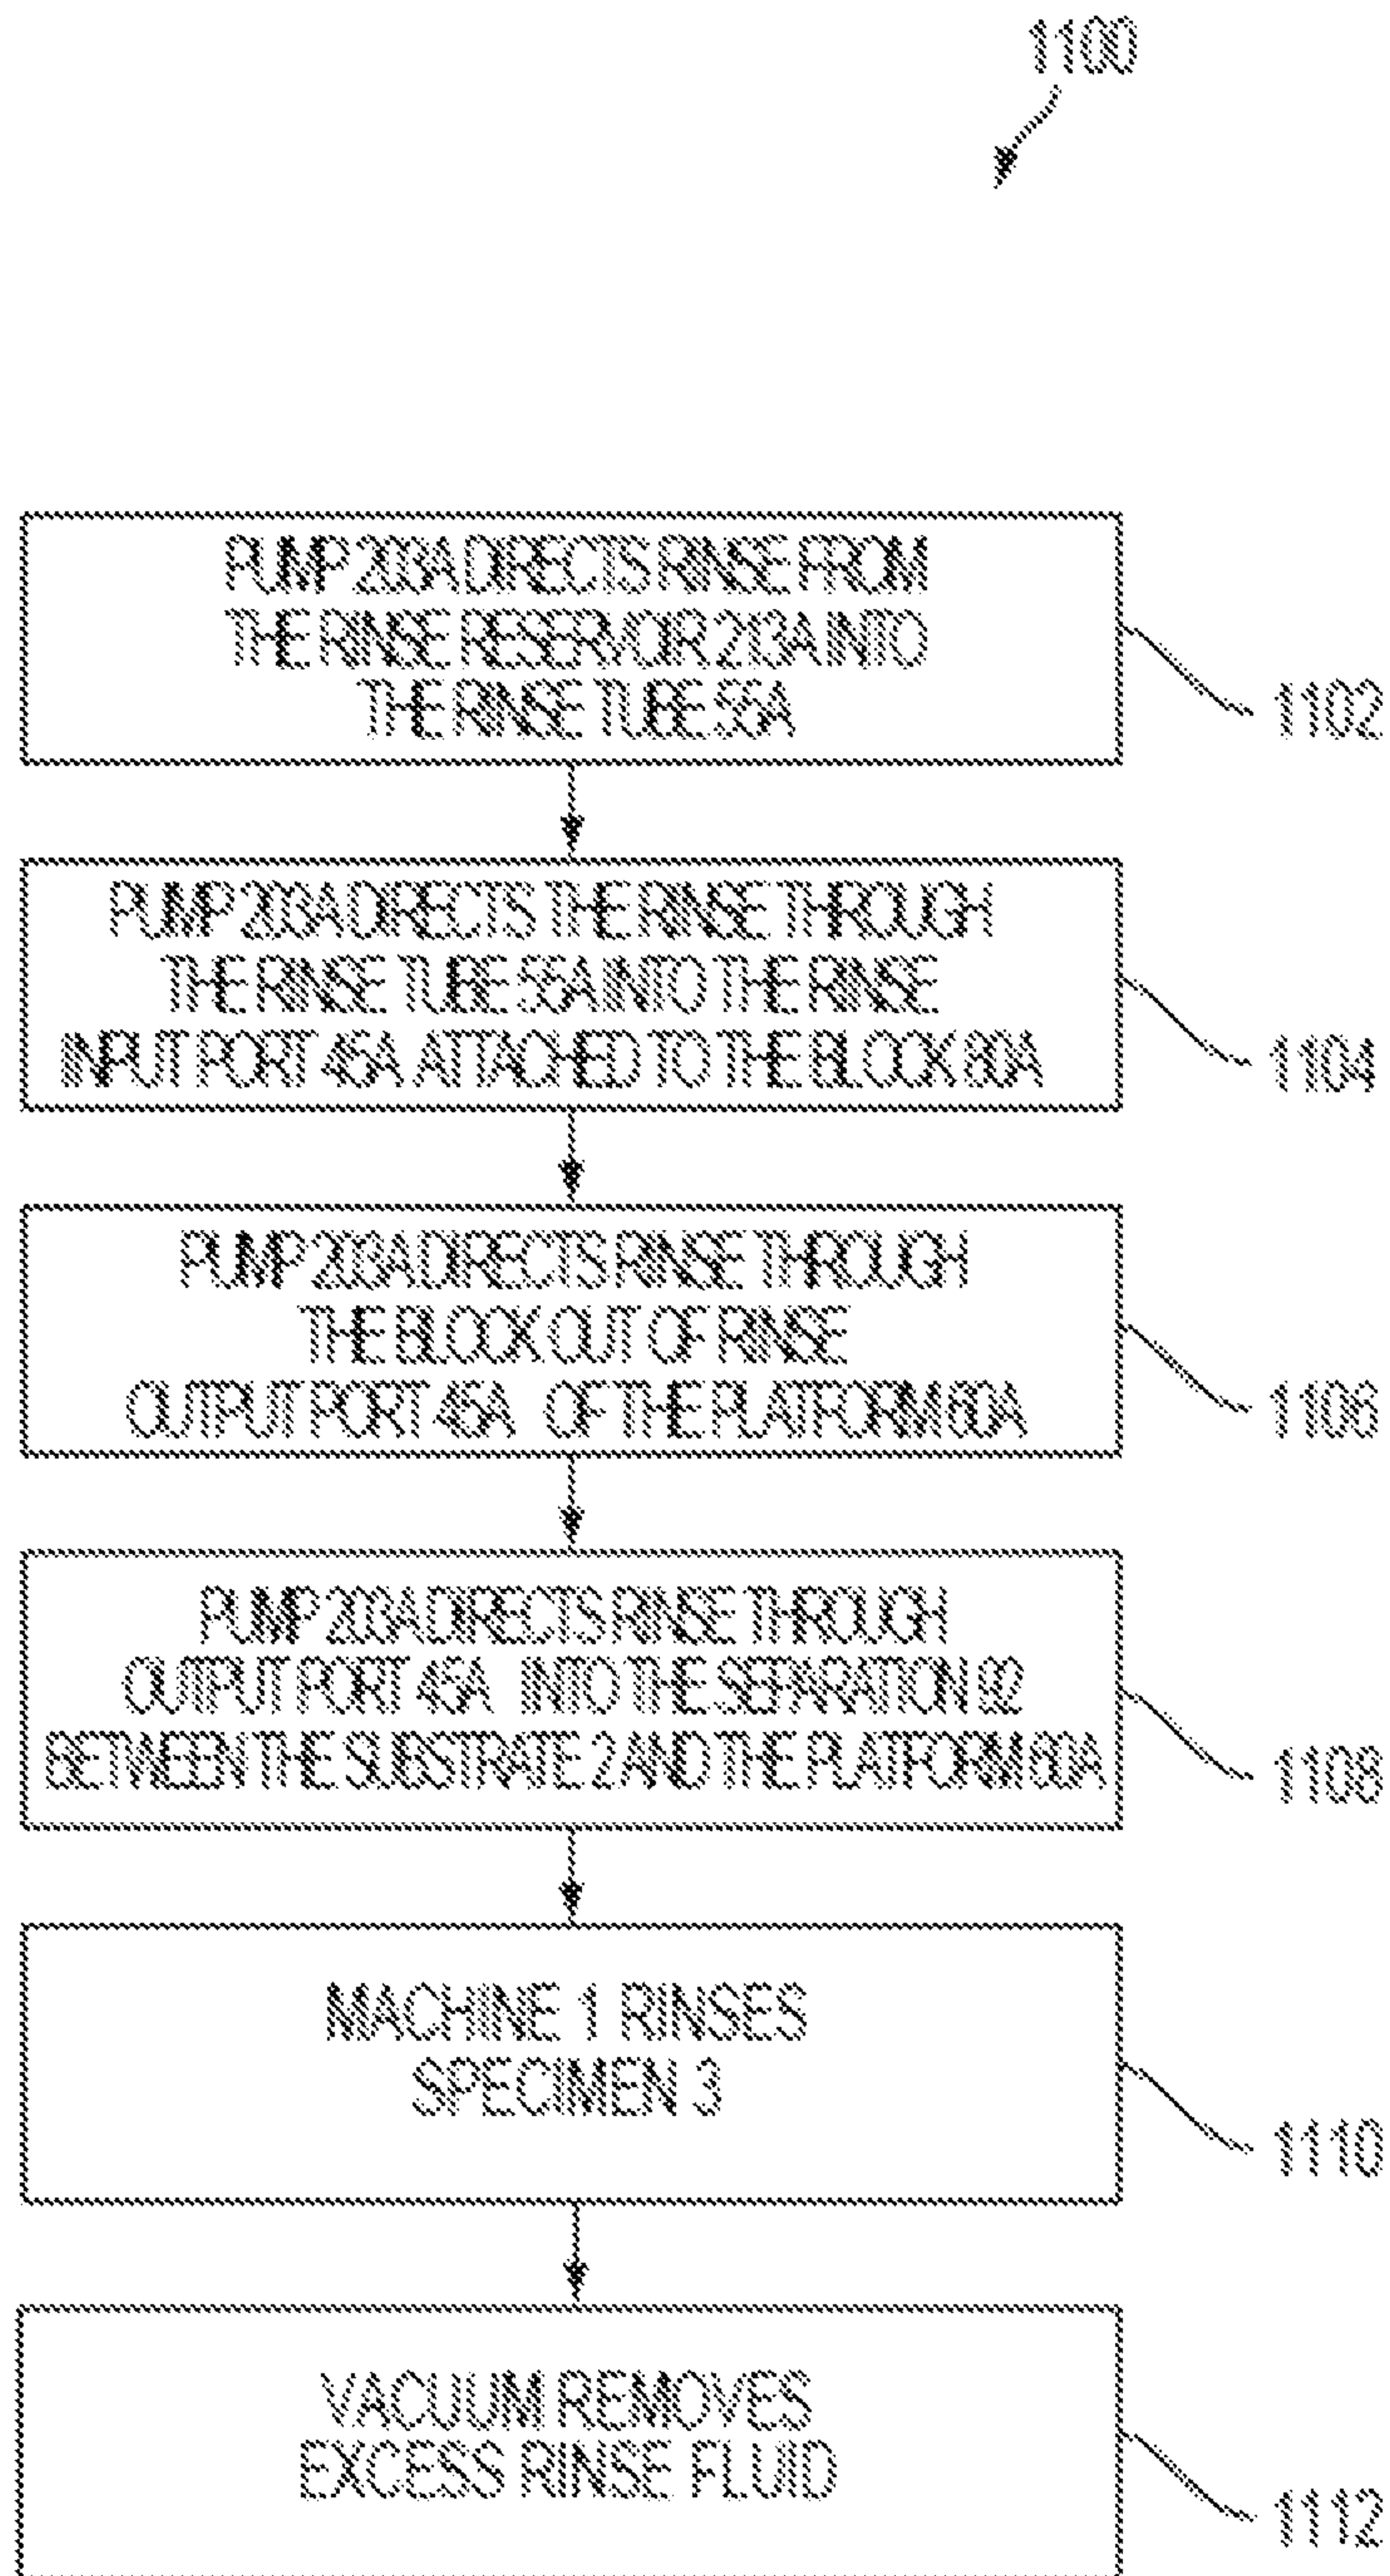 1100
PUMP 203A DIRECTS RINSE FROM
THE RINSE RESERVOIR 213A INTO
THE RINSE TUBE 55A
1102
PUMP 203A DIRECTS THE RINSE THROUGH
THE RINSE TUBE 55A INTO THE RINSE
INPUT PORT 45A ATTACHED TO THE BLOCK 80A
1104
PUMP 203A DIRECTS RINSE THROUGH
THE BLOCK OUT OF RINSE
OUTPUT PORT 45A OF THE PLATFORM 60A
1106
PUMP 203A DIRECTS RINSE THROUGH
OUTPUT PORT 45A INTO THE SEPARATION 92
BETWEEN THE SUBSTRATE 2 AND THE PLATFORM 60A
1108
MACHINE 1 RINSES
SPECIMEN 3
1110
VACUUM REMOVES
EXCESS RINSE FLUID
1112